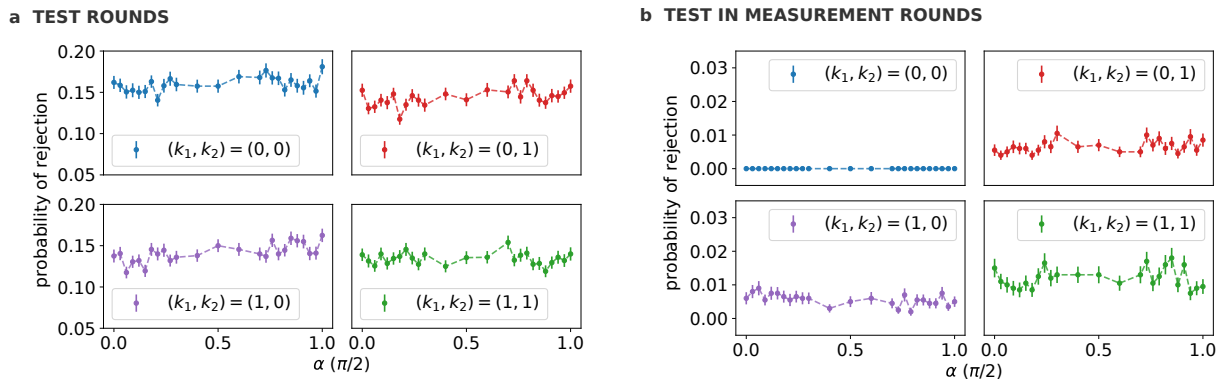 a TEST ROUNDS
probability of rejection
0.20
0.15
0.10
0.05
(k₁, k₂) = (0, 0)
(k₁, k₂) = (0, 1)
0.20
0.15
0.10
0.05
(k₁, k₂) = (1, 0)
(k₁, k₂) = (1, 1)
0.0 0.5 1.0 0.0 0.5 1.0
α (π/2)
b TEST IN MEASUREMENT ROUNDS
probability of rejection
0.03
0.02
0.01
0.00
(k₁, k₂) = (0, 0)
(k₁, k₂) = (0, 1)
0.03
0.02
0.01
0.00
(k₁, k₂) = (1, 0)
(k₁, k₂) = (1, 1)
0.0 0.5 1.0 0.0 0.5 1.0
α (π/2)